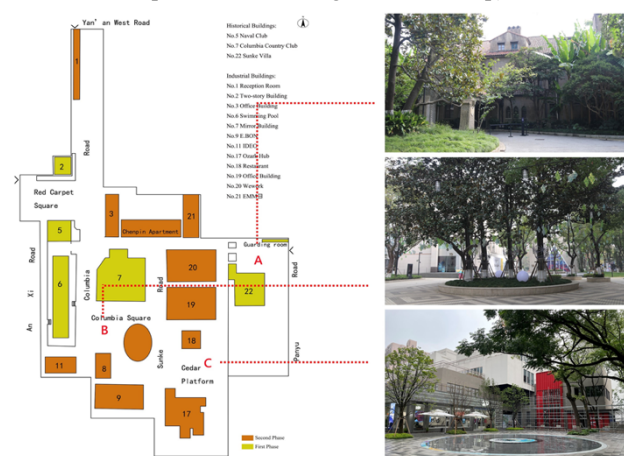 Yan' an West Road
Historical Buildings:
No.5 Naval Club
No.7 Columbia Country Club
No.22 Sunke Villa
Industrial Buildings:
No.1 Reception Room
No.2 Two-story Building
No.3 Office Building
No.6 Swimming Pool
No.7 Mirror Building
No.9 E.BON
No.11 IDEO
No.17 Ozade Hub
No.18 Restaurant
No.19 Office Building
No.20 Wework
No.21 EMMSI
1
Road
2
Red Carpet
Square
3
21
Chenpin Apartment
5
Guarding room
A
Road
An Xi Road
6
Columbia
7
Road
20
22
19
B
Columbia Square
18
Sunke
C
Panyu
11
8
Cedar
Platform
9
17
Second Phase
First Phase